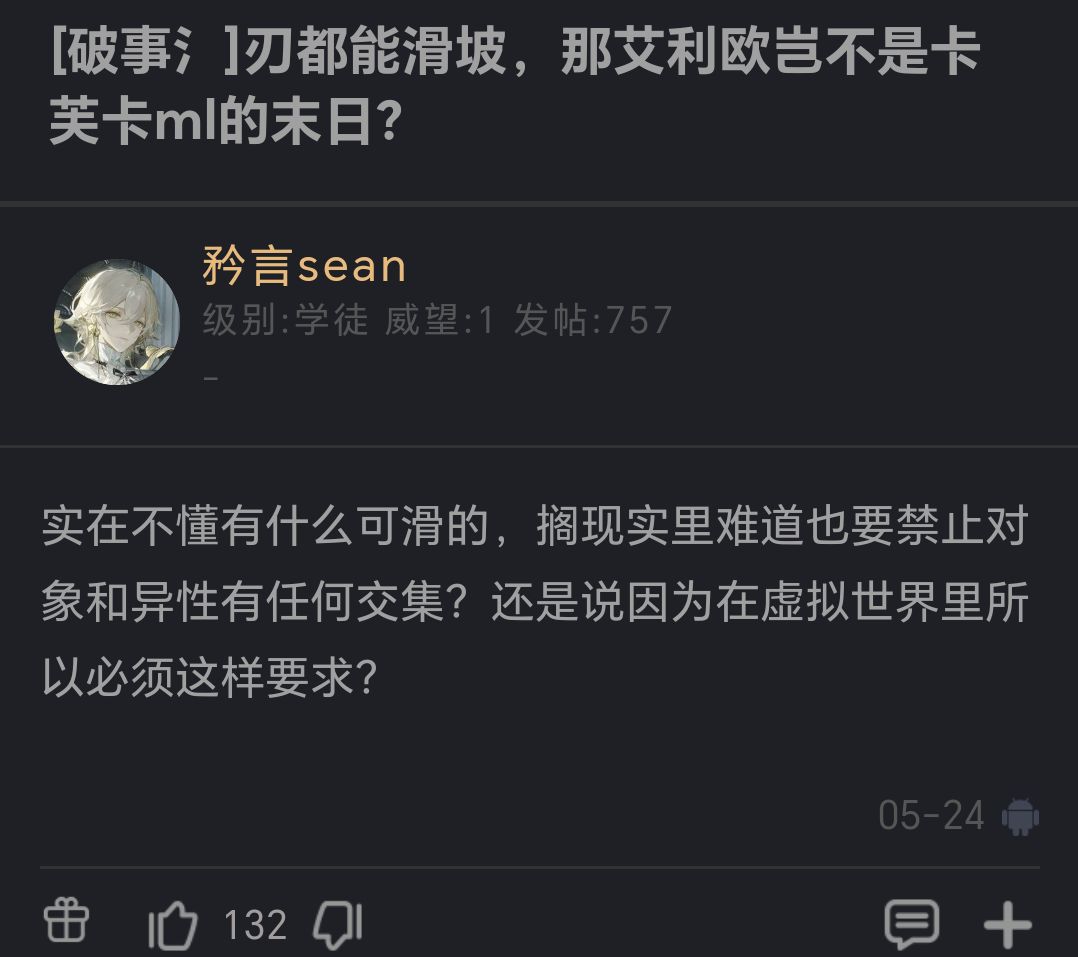 [破事氵]刃都能滑坡，那艾利欧岂不是卡
芙卡ml的末日？
矜言sean
级别:学徒 威望:1 发帖:757
–
实在不懂有什么可滑的，搁现实里难道也要禁止对
象和异性有任何交集？还是说因为在虚拟世界里所
以必须这样要求？
05-24
132